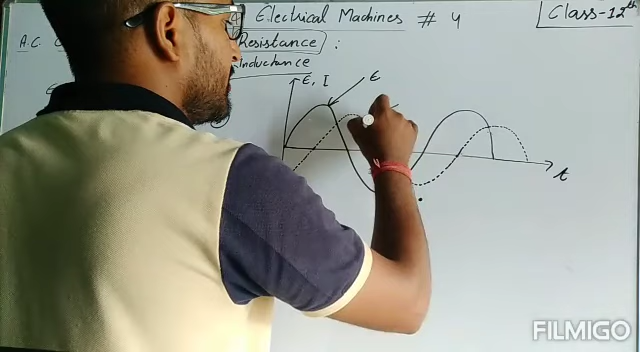 Electrical Machines # 4
Class-12th
A.C. Resistance :
Inductance
E, I
E
t
FILMIGO